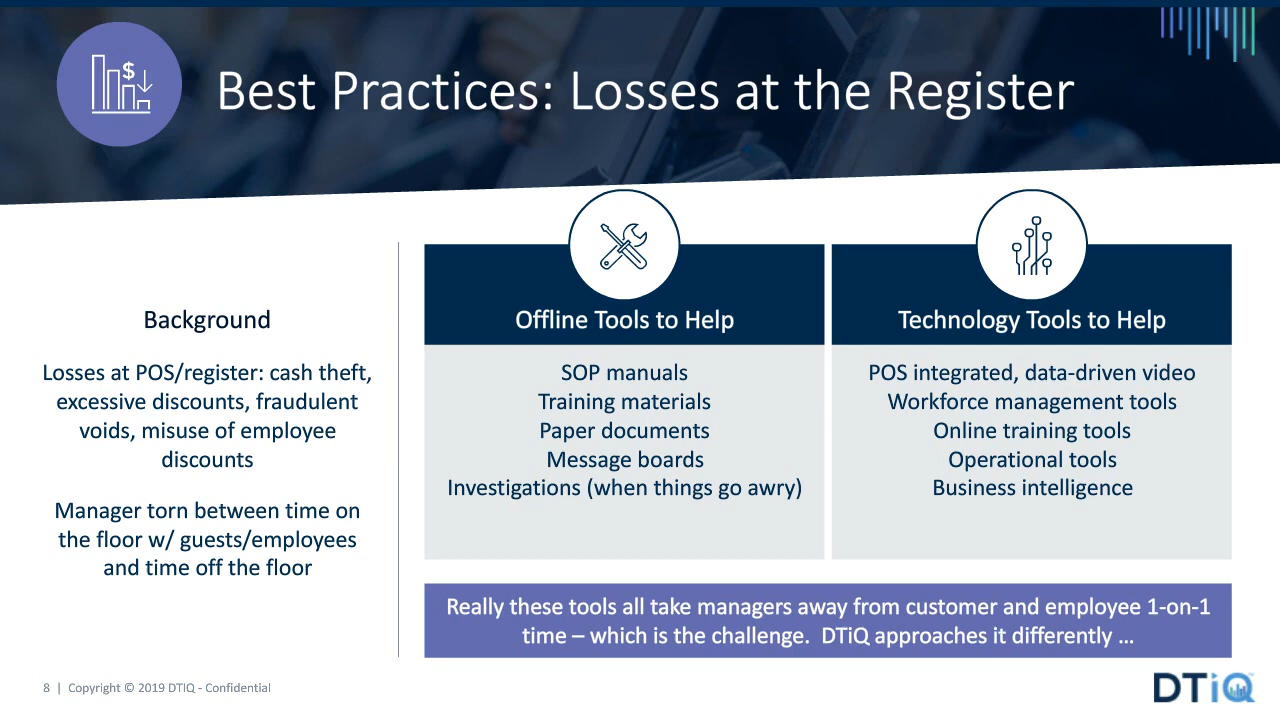 $
Best Practices: Losses at the Register
Background
Losses at POS/register: cash theft,
excessive discounts, fraudulent
voids, misuse of employee
discounts
Manager torn between time on
the floor w/ guests/employees
and time off the floor
Offline Tools to Help
SOP manuals
Training materials
Paper documents
Message boards
Investigations (when things go awry)
Technology Tools to Help
POS integrated, data-driven video
Workforce management tools
Online training tools
Operational tools
Business intelligence
Really these tools all take managers away from customer and employee 1-on-1
time – which is the challenge.  DTiQ approaches it differently …
8 | Copyright © 2019 DTIQ - Confidential
DTiQ